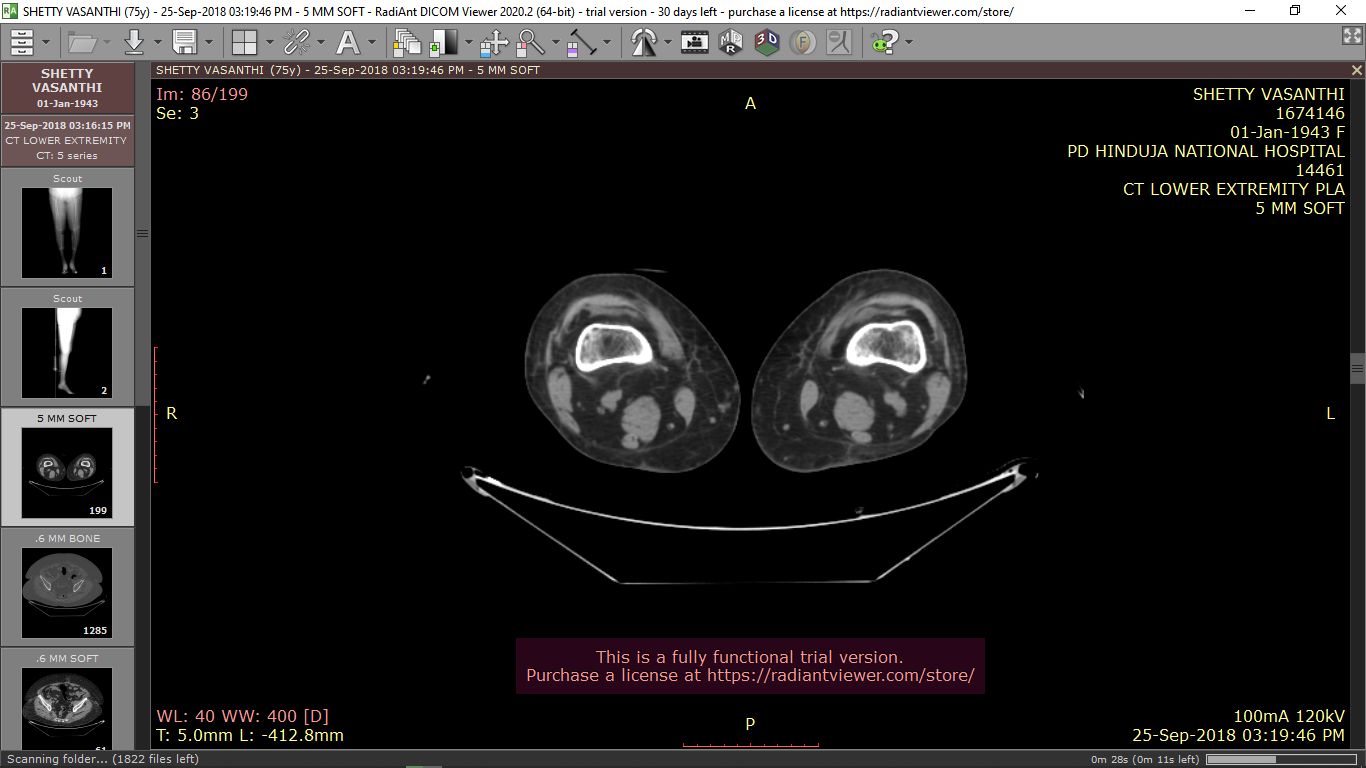 SHETTY VASANTHI (75y) - 25-Sep-2018 03:19:46 PM - 5 MM SOFT - RadiAnt DICOM Viewer 2020.2 (64-bit) - trial version - 30 days left - purchase a license at https://radiantviewer.com/store/
SHETTY
VASANTHI
01-Jan-1943
25-Sep-2018 03:16:15 PM
CT LOWER EXTREMITY
CT: 5 series
Scout
1
Scout
2
5 MM SOFT
199
.6 MM BONE
1285
.6 MM SOFT
SHETTY VASANTHI (75y) - 25-Sep-2018 03:19:46 PM - 5 MM SOFT
Im: 86/199
Se: 3
A
SHETTY VASANTHI
1674146
01-Jan-1943 F
PD HINDUJA NATIONAL HOSPITAL
14461
CT LOWER EXTREMITY PLA
5 MM SOFT
R
L
This is a fully functional trial version.
Purchase a license at https://radiantviewer.com/store/
WL: 40 WW: 400 [D]
T: 5.0mm L: -412.8mm
P
100mA 120kV
25-Sep-2018 03:19:46 PM
Scanning folder... (1822 files left)
0m 28s (0m 11s left)